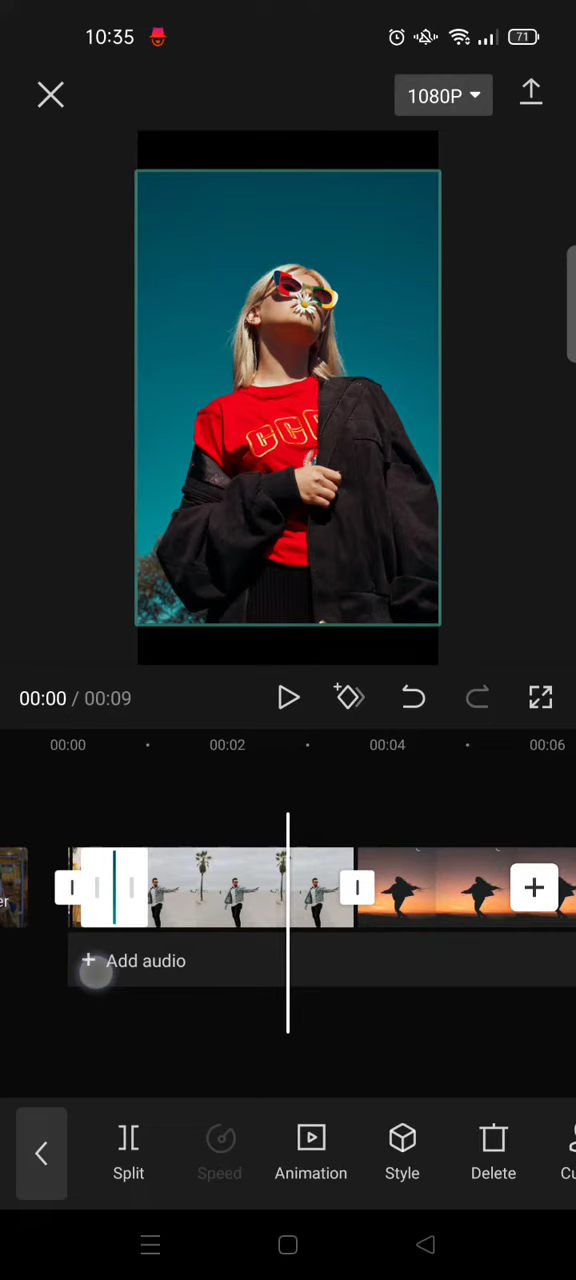 10:35
71
1080P
00:00 / 00:09
00:00
00:02
00:04
00:06
Add audio
Split
Speed
Animation
Style
Delete